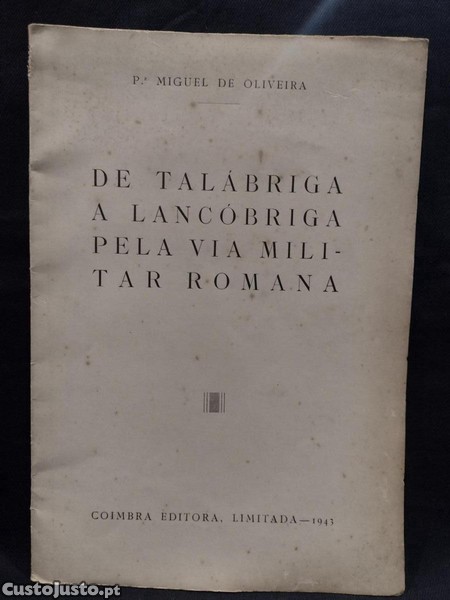 P.e MIGUEL DE OLIVEIRA
DE TALÁBRIGA
A LANCÓBRIGA
PELA VIA MILI-
TAR ROMANA
COIMBRA EDITORA, LIMITADA—1943
CustoJusto.pt